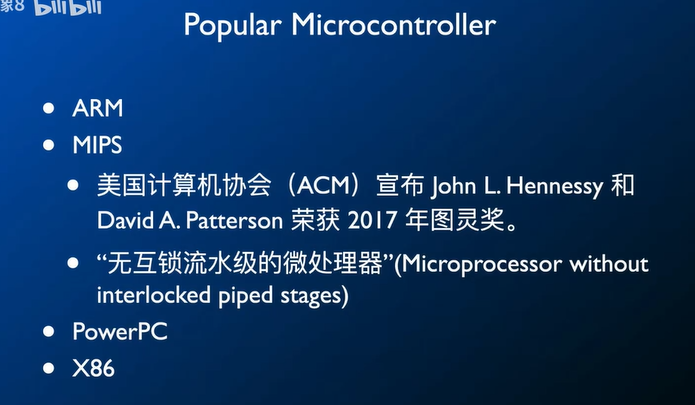 象8 bilibili
Popular Microcontroller
• ARM
• MIPS
• 美国计算机协会（ACM）宣布 John L. Hennessy 和
David A. Patterson 荣获 2017 年图灵奖。
• “无互锁流水级的微处理器”(Microprocessor without
interlocked piped stages)
• PowerPC
• X86